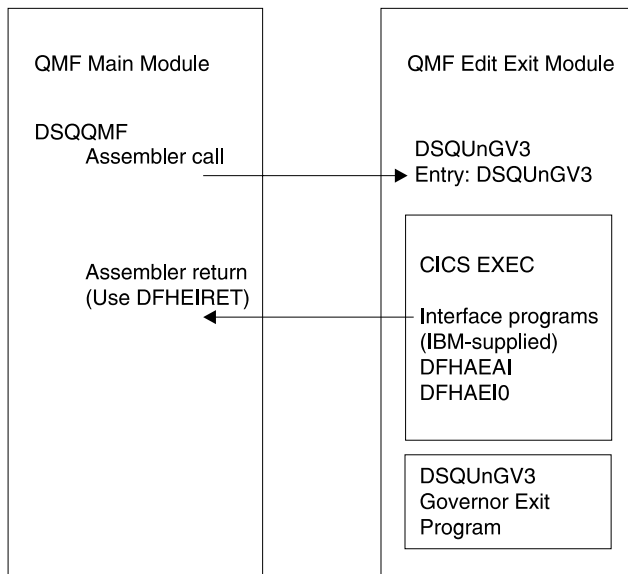 QMF Main Module
DSQQMF
Assembler call
Assembler return
(Use DFHEIRET)
QMF Edit Exit Module
DSQUnGV3
Entry: DSQUnGV3
CICS EXEC
Interface programs
(IBM-supplied)
DFHAEAI
DFHAEI0
DSQUnGV3
Governor Exit
Program